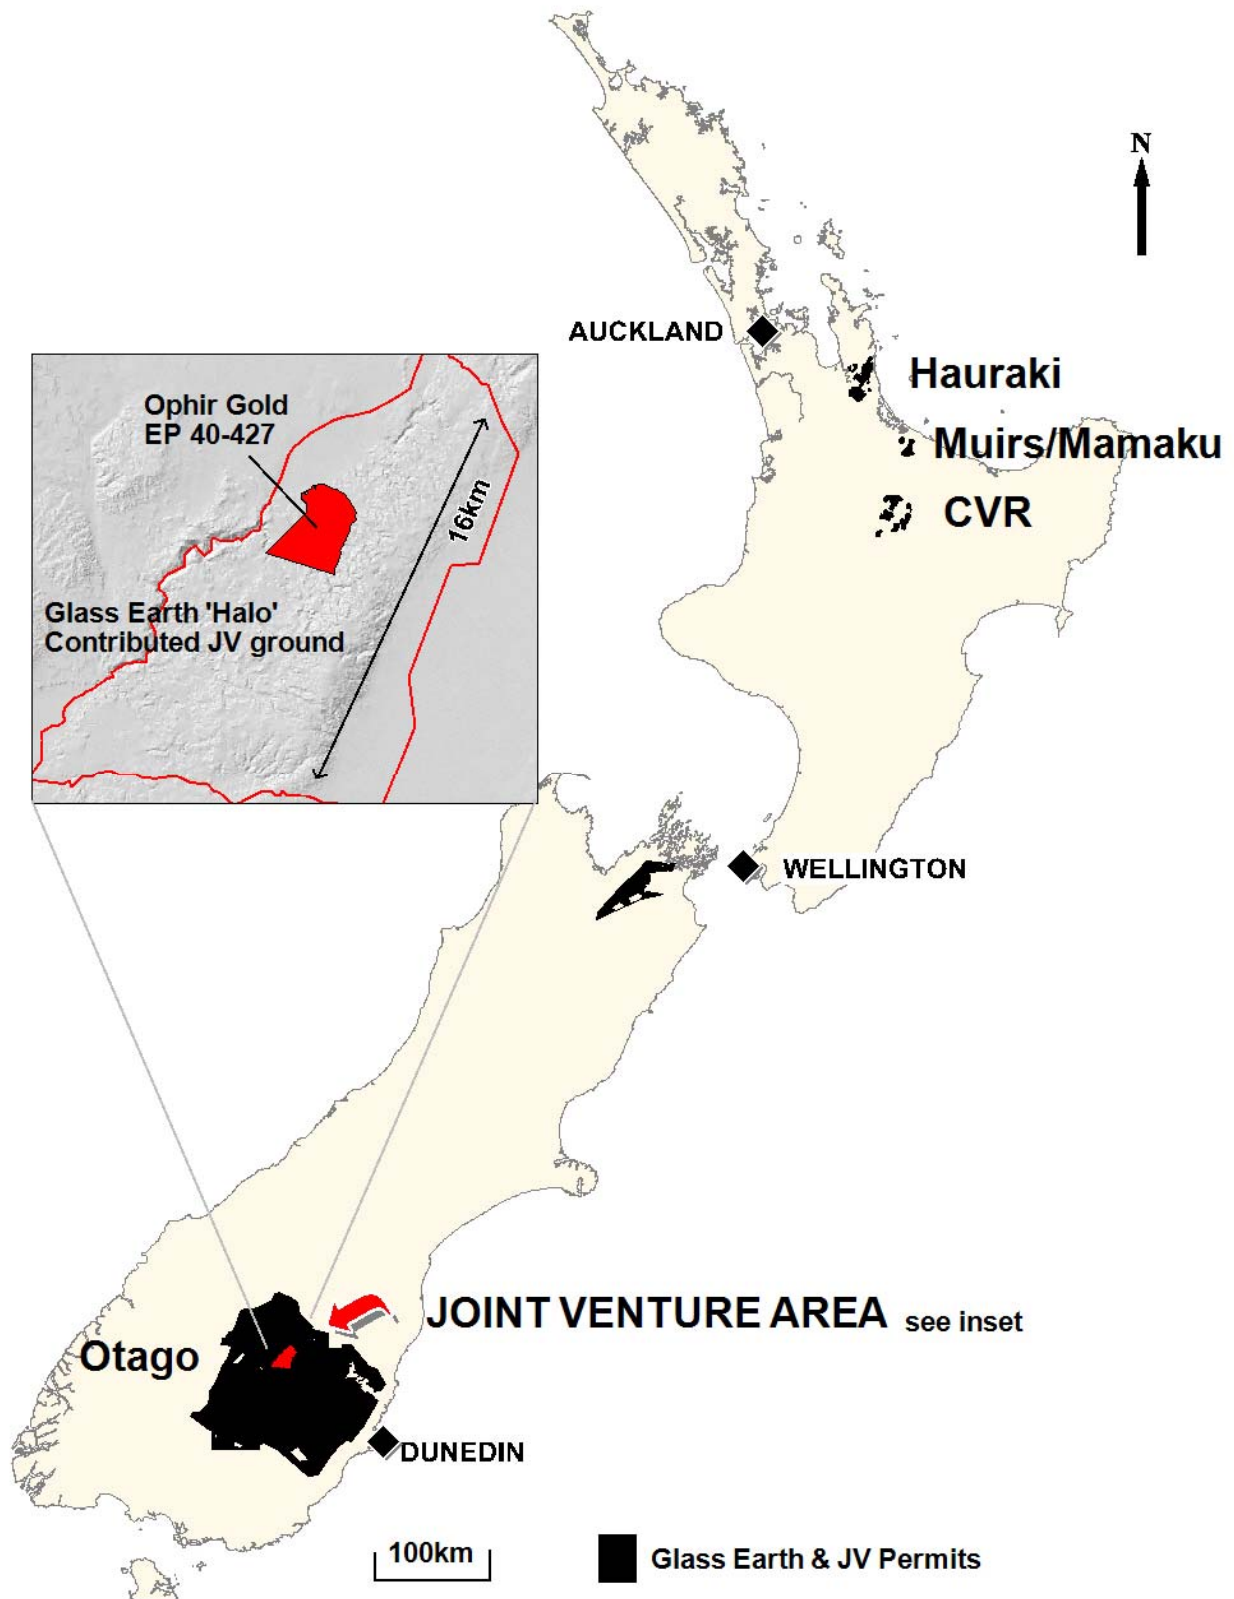 N
AUCKLAND
Hauraki
Muirs/Mamaku
CVR
Ophir Gold
EP 40-427
16km
Glass Earth 'Halo'
Contributed JV ground
WELLINGTON
JOINT VENTURE AREA see inset
Otago
DUNEDIN
100km
Glass Earth & JV Permits